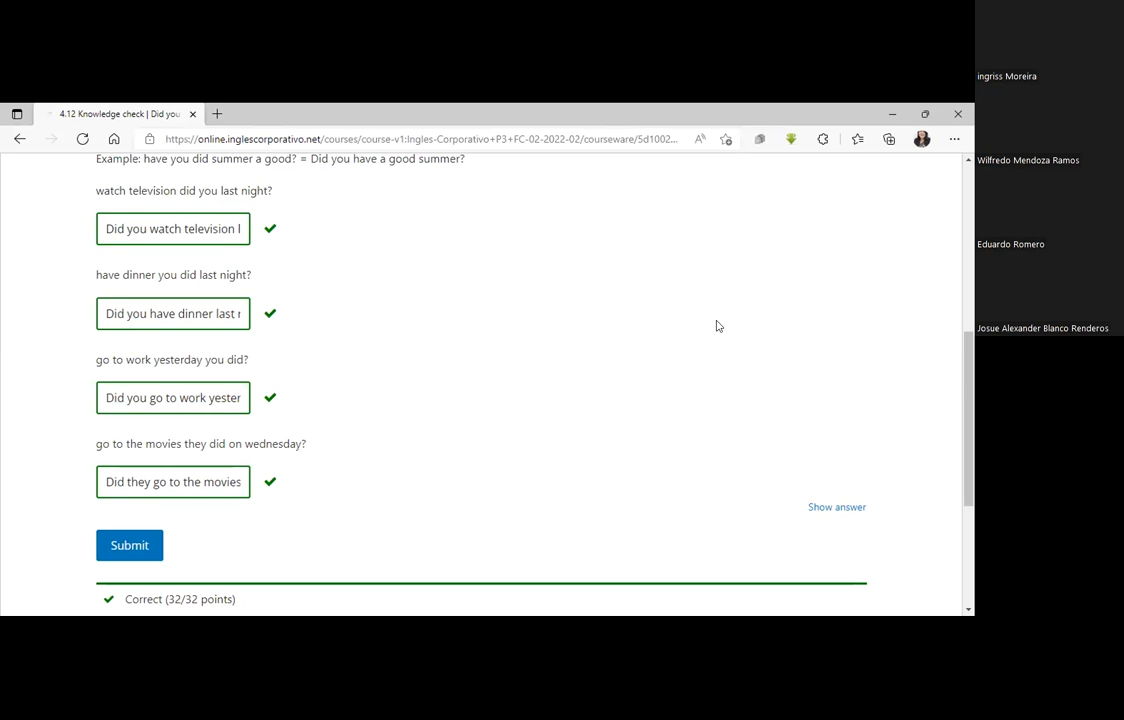 ingriss Moreira
4.12 Knowledge check | Did you
https://online.inglescorporativo.net/courses/course-v1:Ingles-Corporativo+P3+FC-02-2022-02/courseware/5d1002...
Example: have you did summer a good? = Did you have a good summer?
Wilfredo Mendoza Ramos
watch television did you last night?
Did you watch television l
Eduardo Romero
have dinner you did last night?
Did you have dinner last
Josue Alexander Blanco Renderos
go to work yesterday you did?
Did you go to work yester
go to the movies they did on wednesday?
Did they go to the movies
Show answer
Submit
Correct (32/32 points)